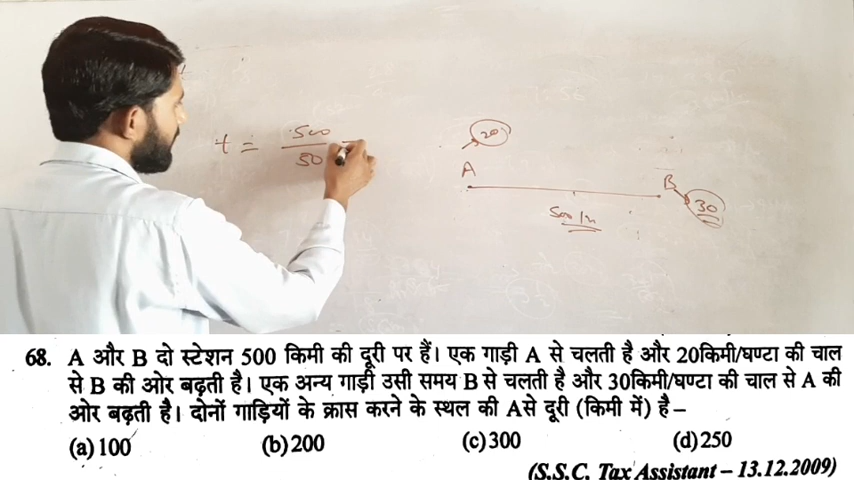 t = 500
50
20
A
B
30
500 km
68. A और B दो स्टेशन 500 किमी की दूरी पर हैं। एक गाड़ी A से चलती है और 20किमी/घण्टा की चाल
से B की ओर बढ़ती है। एक अन्य गाड़ी उसी समय B से चलती है और 30किमी/घण्टा की चाल से A की
ओर बढ़ती है। दोनों गाड़ियों के क्रास करने के स्थल की A से दूरी (किमी में) है–
(a) 100 (b) 200 (c) 300 (d) 250
(S.S.C. Tax Assistant – 13.12.2009)